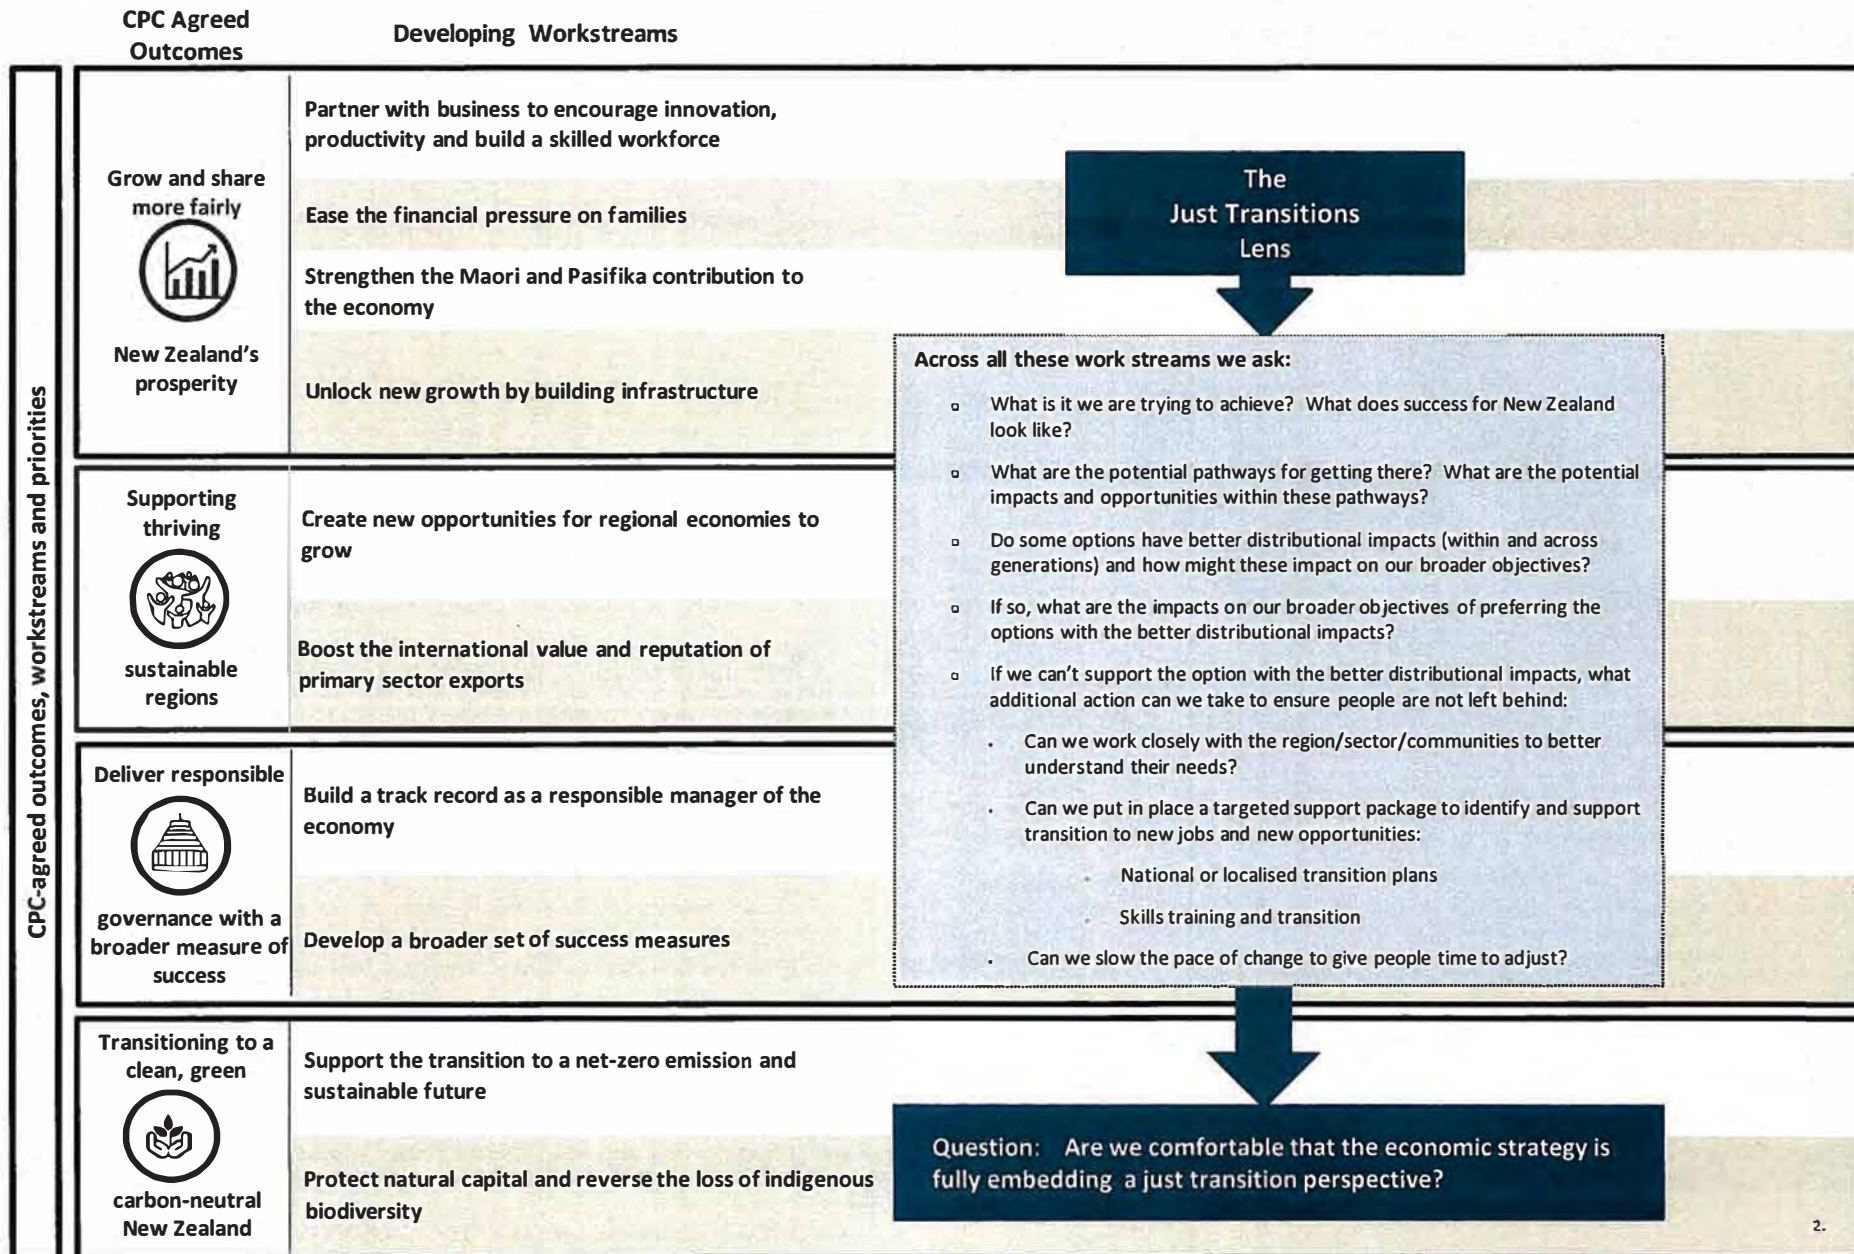 CPC Agreed
Outcomes
Developing Workstreams
CPC-agreed outcomes, workstreams and priorities
Grow and share
more fairly
New Zealand's
prosperity
Partner with business to encourage innovation,
productivity and build a skilled workforce
Ease the financial pressure on families
Strengthen the Maori and Pasifika contribution to
the economy
Unlock new growth by building infrastructure
Supporting
thriving
sustainable
regions
Create new opportunities for regional economies to
grow
Boost the international value and reputation of
primary sector exports
Deliver responsible
governance with a
broader measure of
success
Build a track record as a responsible manager of the
economy
Develop a broader set of success measures
Transitioning to a
clean, green
carbon-neutral
New Zealand
Support the transition to a net-zero emission and
sustainable future
Protect natural capital and reverse the loss of indigenous
biodiversity
The
Just Transitions
Lens
Across all these work streams we ask:
What is it we are trying to achieve? What does success for New Zealand
look like?
What are the potential pathways for getting there? What are the potential
impacts and opportunities within these pathways?
Do some options have better distributional impacts (within and across
generations) and how might these impact on our broader objectives?
If so, what are the impacts on our broader objectives of preferring the
options with the better distributional impacts?
If we can't support the option with the better distributional impacts, what
additional action can we take to ensure people are not left behind:
Can we work closely with the region/sector/communities to better
understand their needs?
Can we put in place a targeted support package to identify and support
transition to new jobs and new opportunities:
National or localised transition plans
Skills training and transition
Can we slow the pace of change to give people time to adjust?
Question: Are we comfortable that the economic strategy is
fully embedding a just transition perspective?
2.